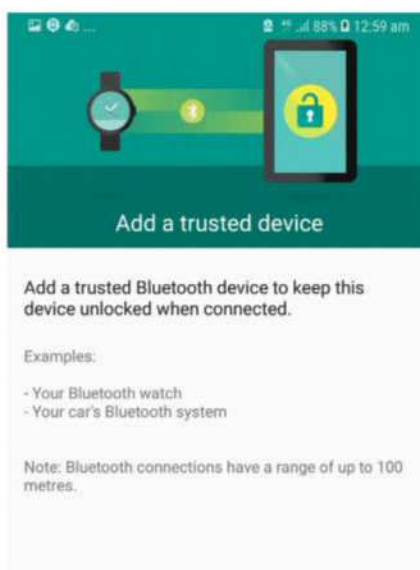 88% 12:59 am
Add a trusted device
Add a trusted Bluetooth device to keep this
device unlocked when connected.
Examples:
- Your Bluetooth watch
- Your car's Bluetooth system
Note: Bluetooth connections have a range of up to 100
metres.